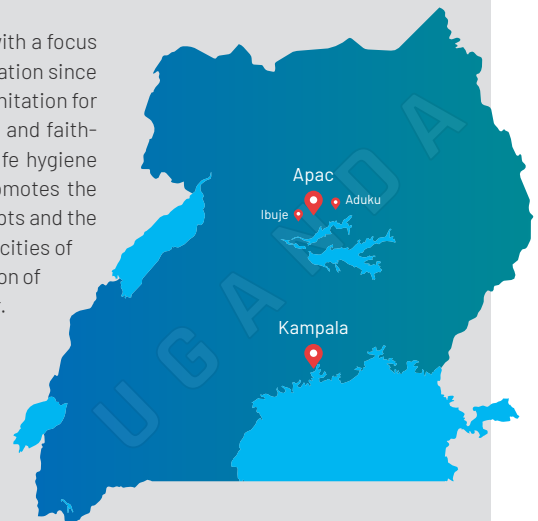 with a focus
ation since
nitation for
and faith-
fe hygiene
omotes the
ots and the
cities of
on of
Apac
Aduku
Ibuje
Kampala
UGANDA